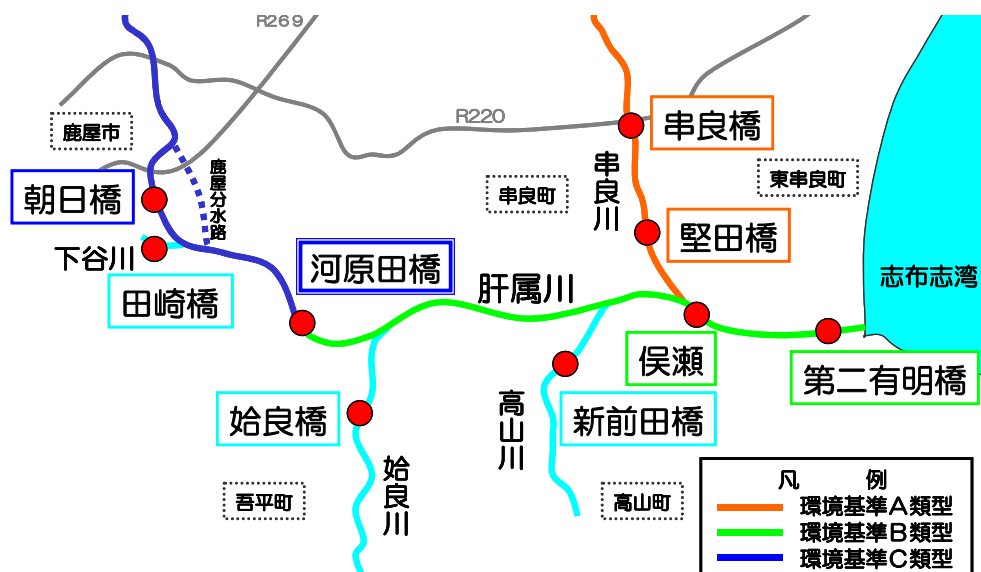 R269
R220
鹿屋市
鹿屋分水路
串良橋
串良川
串良町
東串良町
朝日橋
堅田橋
下谷川
田崎橋
河原田橋
肝属川
志布志湾
俣瀬
第二有明橋
姶良橋
高山川
新前田橋
姶良川
吾平町
高山町
凡 例
環境基準A類型
環境基準B類型
環境基準C類型